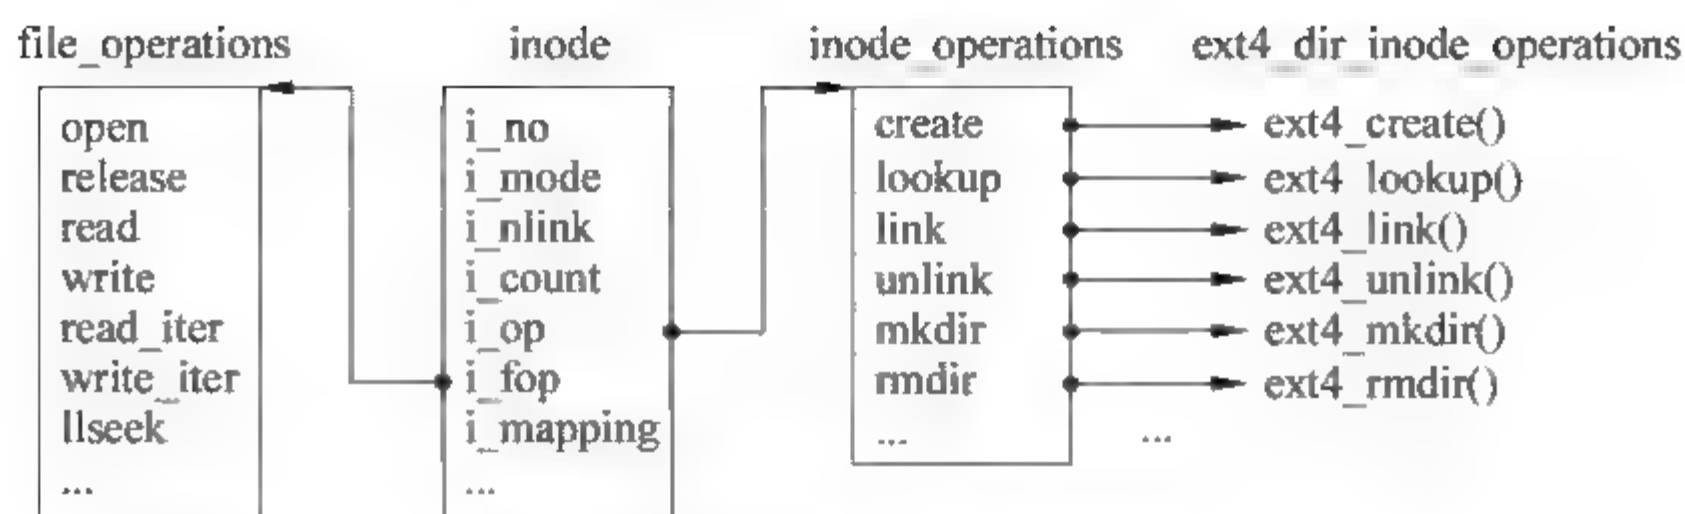 file_operations
open
release
read
write
read_iter
write_iter
llseek
...
inode
i_no
i_mode
i_nlink
i_count
i_op
i_fop
i_mapping
...
inode_operations
create
lookup
link
unlink
mkdir
rmdir
...
ext4_dir_inode_operations
ext4_create()
ext4_lookup()
ext4_link()
ext4_unlink()
ext4_mkdir()
ext4_rmdir()
...